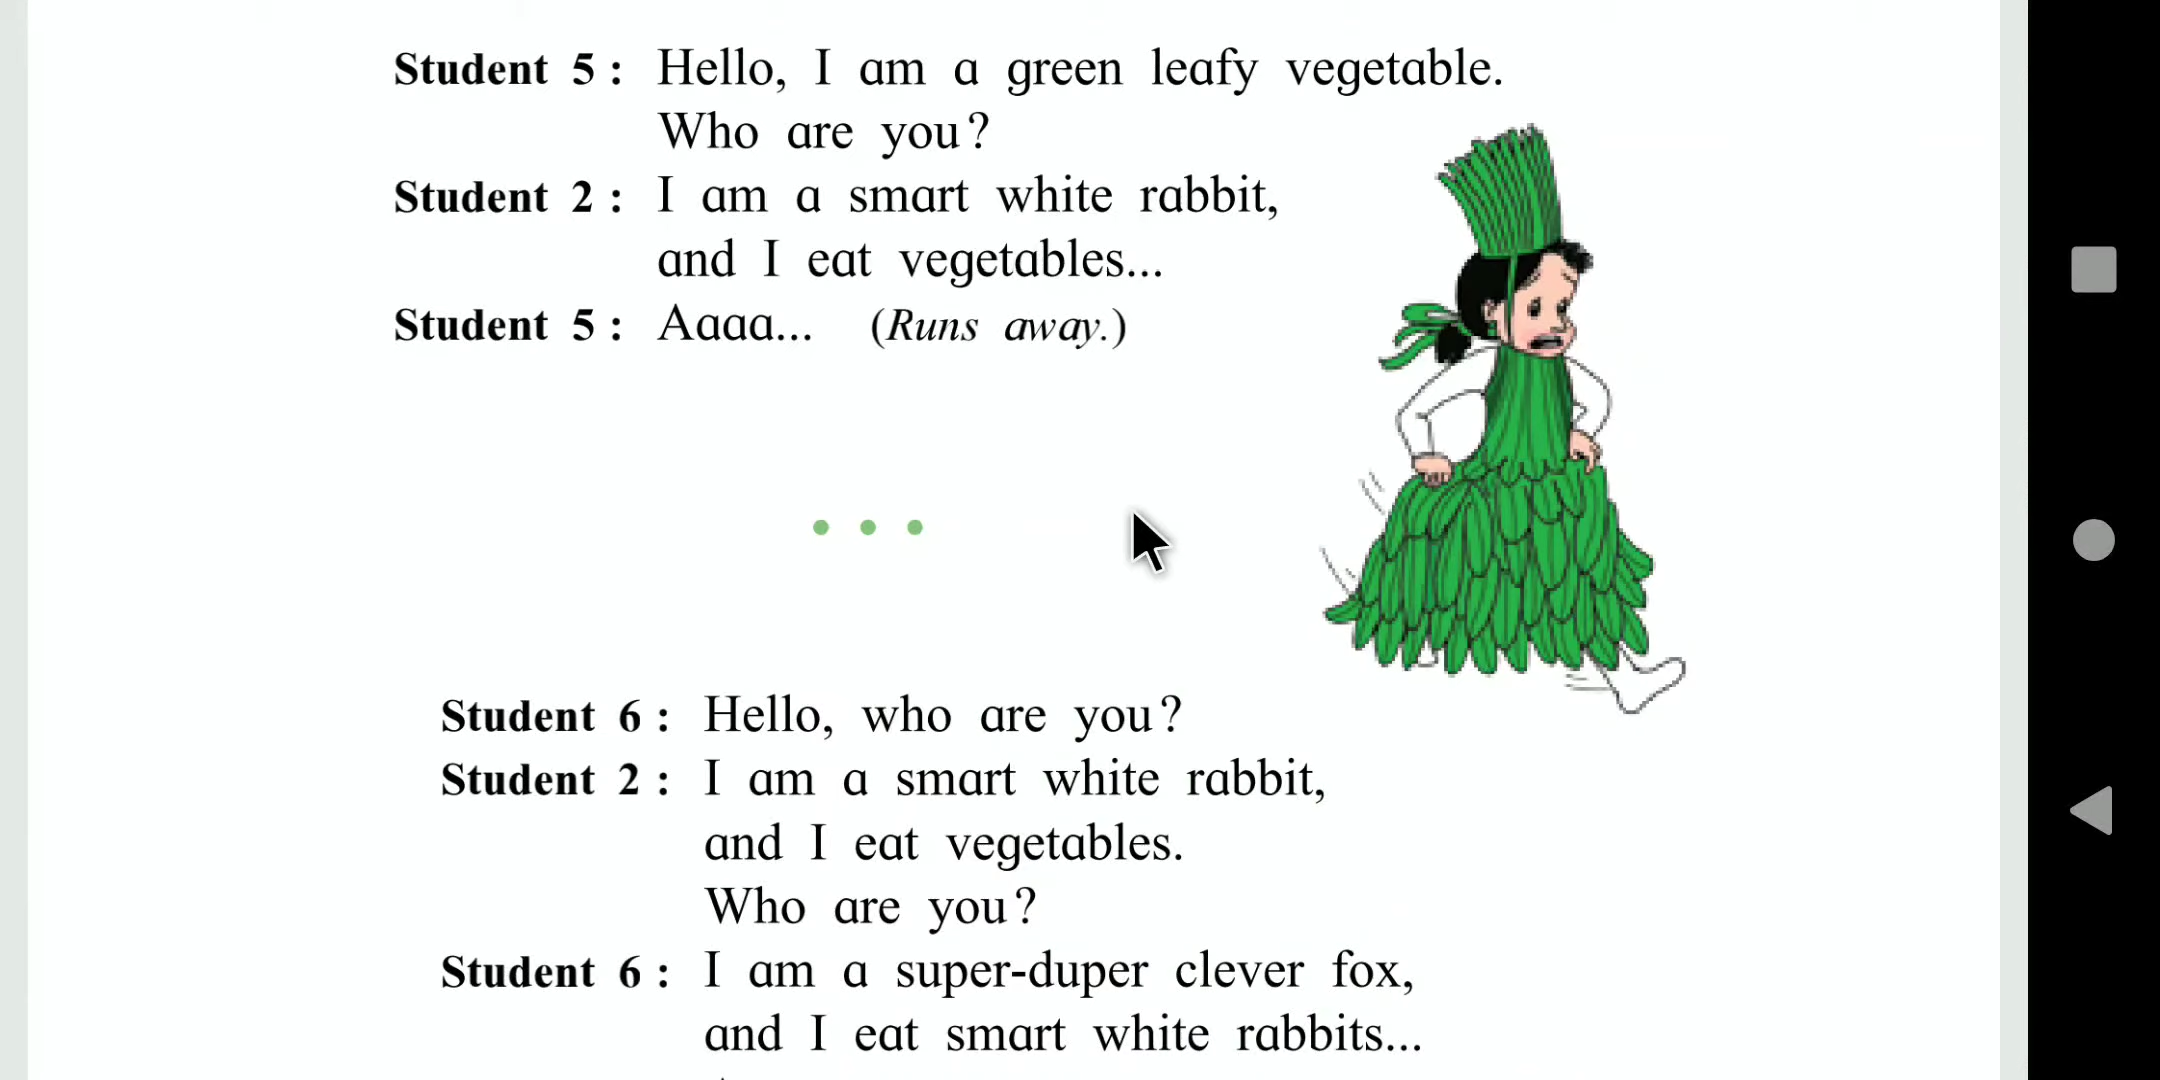 Student 5 : Hello, I am a green leafy vegetable.
Who are you?
Student 2 : I am a smart white rabbit,
and I eat vegetables...
Student 5 : Aaaa... (Runs away.)
Student 6 : Hello, who are you?
Student 2 : I am a smart white rabbit,
and I eat vegetables.
Who are you?
Student 6 : I am a super-duper clever fox,
and I eat smart white rabbits...